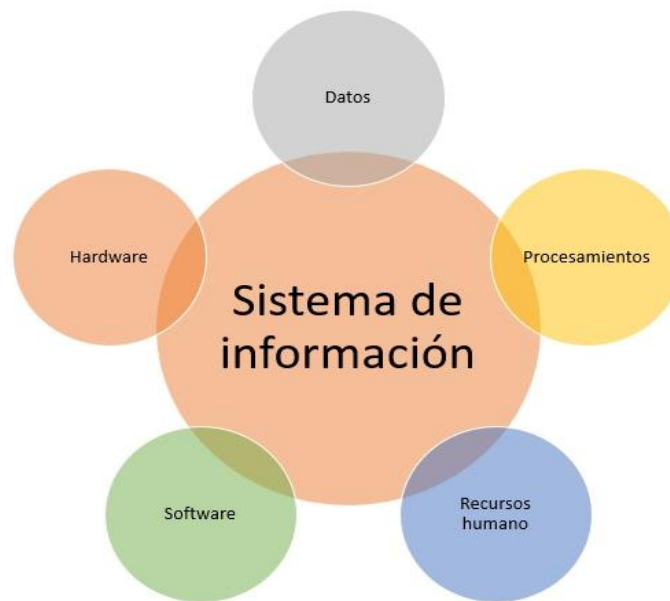 Datos
Hardware
Procesamientos
Sistema de
información
Software
Recursos
humano